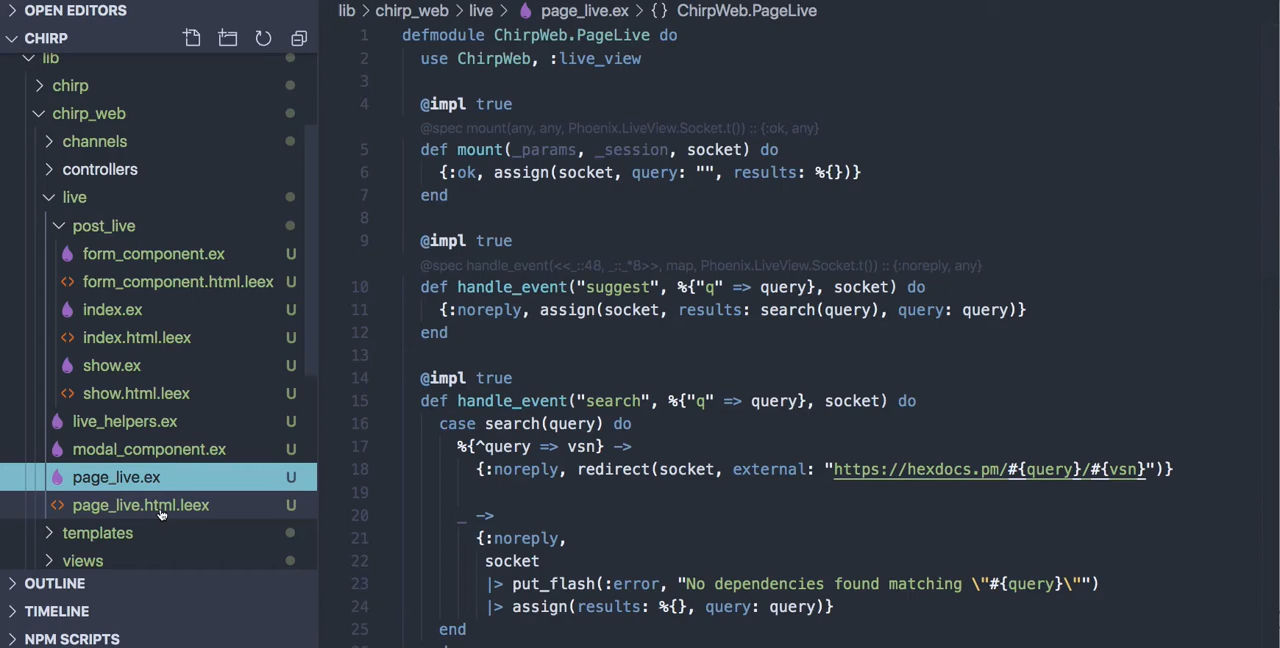 OPEN EDITORS
CHIRP
lib
chirp
chirp_web
channels
controllers
live
post_live
form_component.ex U
form_component.html.leex U
index.ex U
index.html.leex U
show.ex U
show.html.leex U
live_helpers.ex U
modal_component.ex U
page_live.ex U
page_live.html.leex U
templates
views
OUTLINE
TIMELINE
NPM SCRIPTS
lib > chirp_web > live > page_live.ex > {} ChirpWeb.PageLive
1 defmodule ChirpWeb.PageLive do
2 use ChirpWeb, :live_view
3
4 @impl true
@spec mount(any, any, Phoenix.LiveView.Socket.t()) :: {:ok, any}
5 def mount(_params, _session, socket) do
6 {:ok, assign(socket, query: "", results: %{})}
7 end
8
9 @impl true
@spec handle_event(<<_::48, _::_*8>>, map, Phoenix.LiveView.Socket.t()) :: {:noreply, any}
10 def handle_event("suggest", %{"q" => query}, socket) do
11 {:noreply, assign(socket, results: search(query), query: query)}
12 end
13
14 @impl true
15 def handle_event("search", %{"q" => query}, socket) do
16 case search(query) do
17 %{^query => vsn} ->
18 {:noreply, redirect(socket, external: "https://hexdocs.pm/#{query}/#{vsn}")}
19
20 _ ->
21 {:noreply,
22 socket
23 |> put_flash(:error, "No dependencies found matching \"#{query}\"")
24 |> assign(results: %{}, query: query)}
25 end